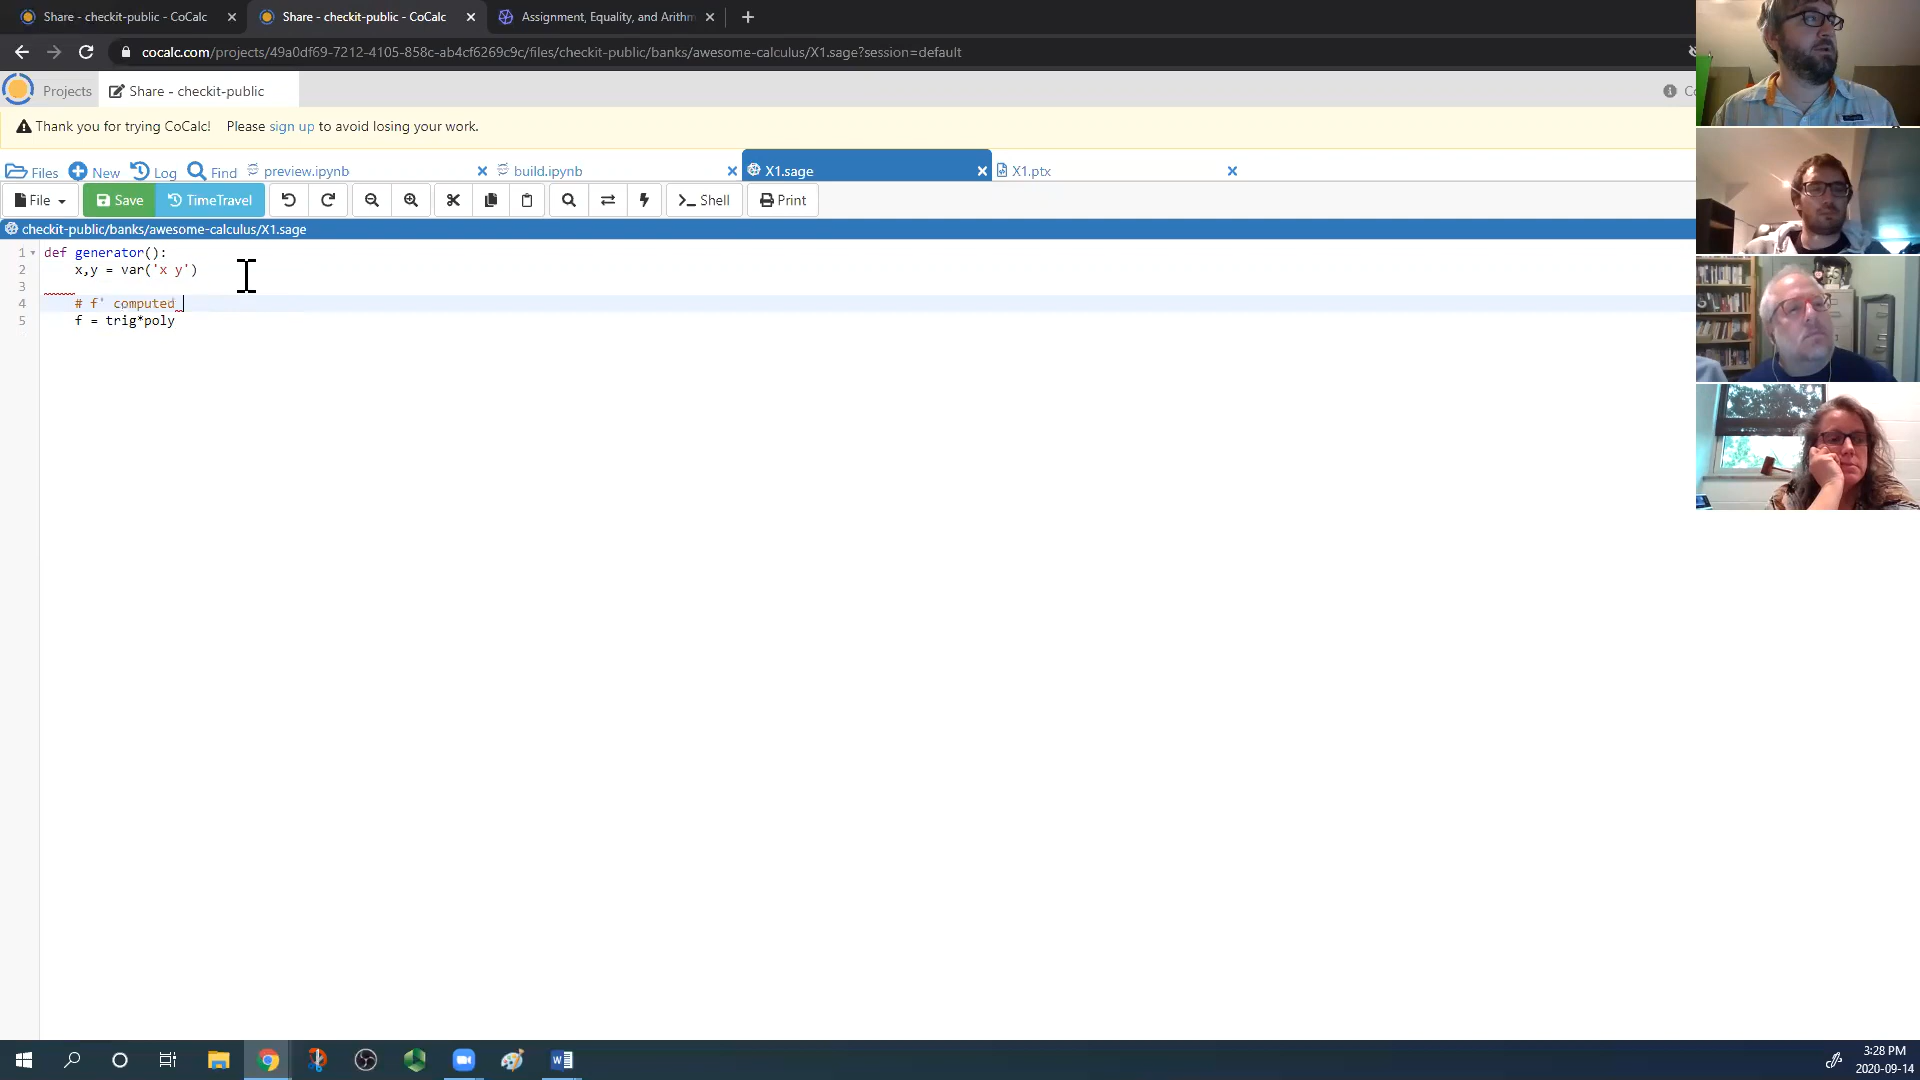 Share - checkit-public - CoCalc
Share - checkit-public - CoCalc
Assignment, Equality, and Arithm
cocalc.com/projects/49a0df69-7212-4105-858c-ab4cf6269c9c/files/checkit-public/banks/awesome-calculus/X1.sage?session=default
Projects
Share - checkit-public
Co
Thank you for trying CoCalc! Please sign up to avoid losing your work.
Files
New
Log
Find
preview.ipynb
build.ipynb
X1.sage
X1.ptx
File
Save
TimeTravel
Shell
Print
checkit-public/banks/awesome-calculus/X1.sage
1 def generator():
2 x,y = var('x y')
3
4 # f' computed
5 f = trig*poly
3:28 PM
2020-09-14